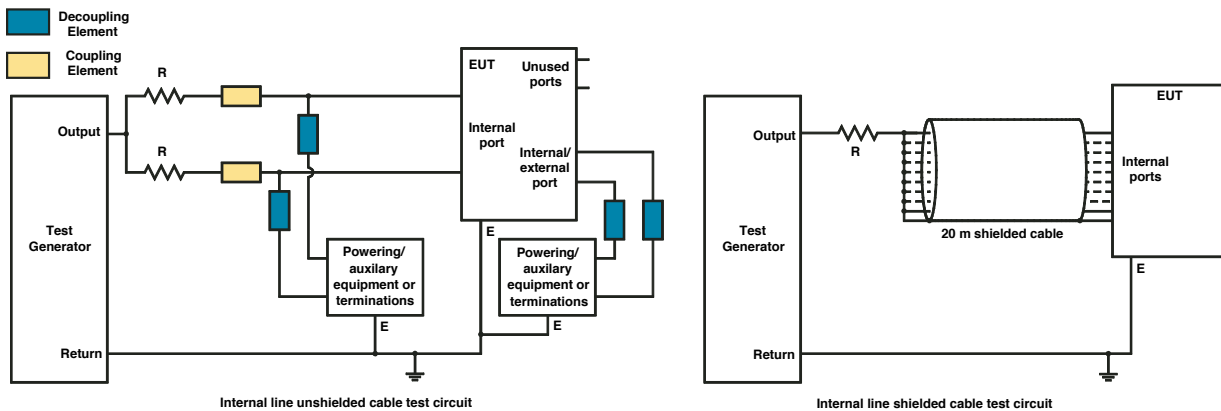 Decoupling
Element
Coupling
Element
Test
Generator
Output
Return
R
R
EUT
Unused
ports
Internal
port
Internal/
external
port
E
Powering/
auxilary
equipment or
terminations
E
Powering/
auxilary
equipment or
terminations
E
Internal line unshielded cable test circuit
Output
Test
Generator
Return
R
20 m shielded cable
EUT
Internal
ports
E
Internal line shielded cable test circuit